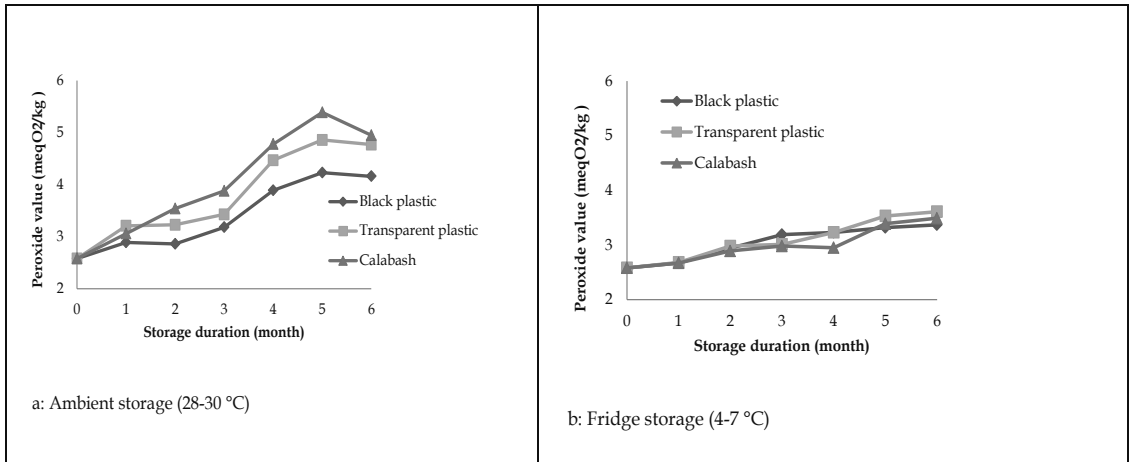 Peroxide value (meqO2/kg )
6
5
4
3
2
0 1 2 3 4 5 6
Storage duration (month)
Black plastic
Transparent plastic
Calabash
a: Ambient storage (28-30 °C)
Peroxide value (meqO2/kg )
6
5
4
3
2
0 1 2 3 4 5 6
Storage duration (month)
Black plastic
Transparent plastic
Calabash
b: Fridge storage (4-7 °C)